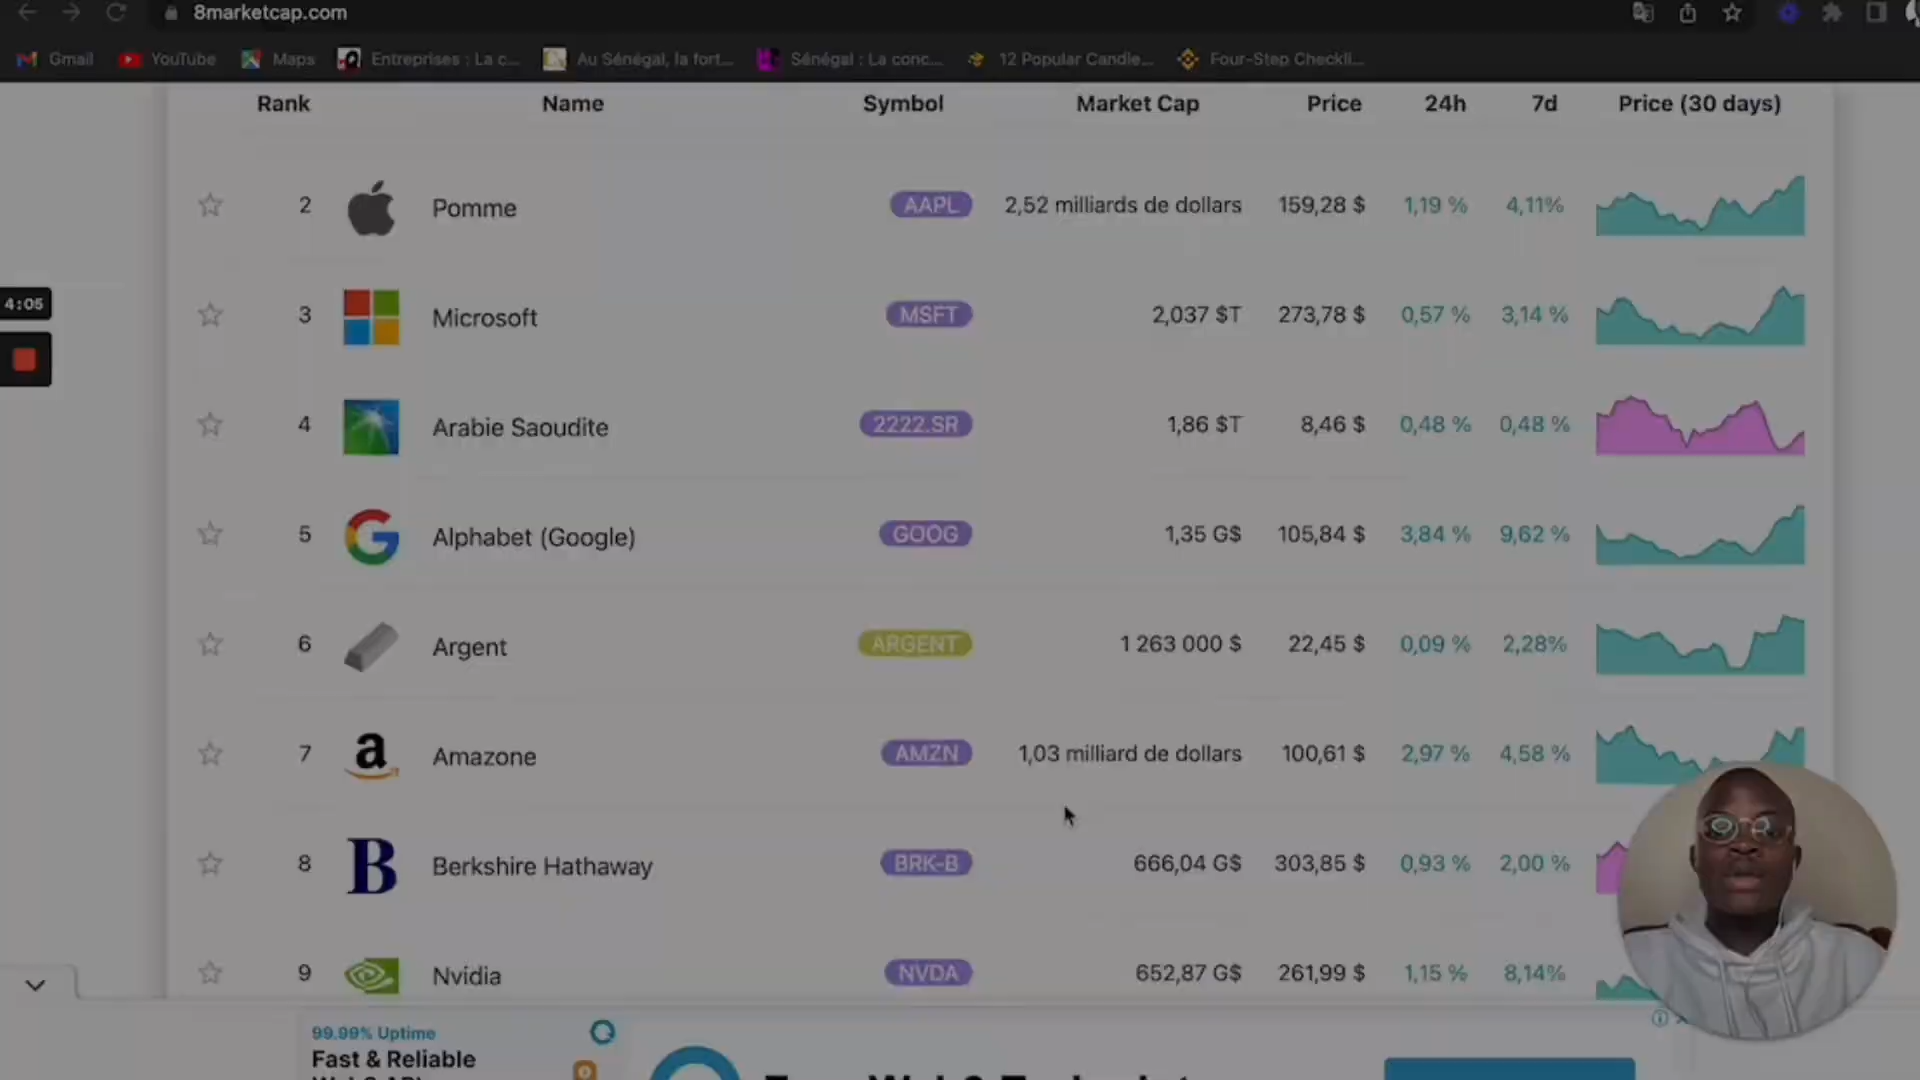 8marketcap.com
Gmail YouTube Maps Entreprises : La c... Au Sénégal, la fort... Sénégal : La conc... 12 Popular Candle... Four-Step Checkli...
Rank Name Symbol Market Cap Price 24h 7d Price (30 days)
2 Pomme AAPL 2,52 milliards de dollars 159,28 $ 1,19 % 4,11%
4:05
3 Microsoft MSFT 2,037 $T 273,78 $ 0,57 % 3,14 %
4 Arabie Saoudite 2222.SR 1,86 $T 8,46 $ 0,48 % 0,48 %
5 Alphabet (Google) GOOG 1,35 G$ 105,84 $ 3,84 % 9,62 %
6 Argent ARGENT 1 263 000 $ 22,45 $ 0,09 % 2,28%
7 Amazone AMZN 1,03 milliard de dollars 100,61 $ 2,97 % 4,58 %
8 Berkshire Hathaway BRK-B 666,04 G$ 303,85 $ 0,93 % 2,00 %
9 Nvidia NVDA 652,87 G$ 261,99 $ 1,15 % 8,14%
99.99% Uptime
Fast & Reliable